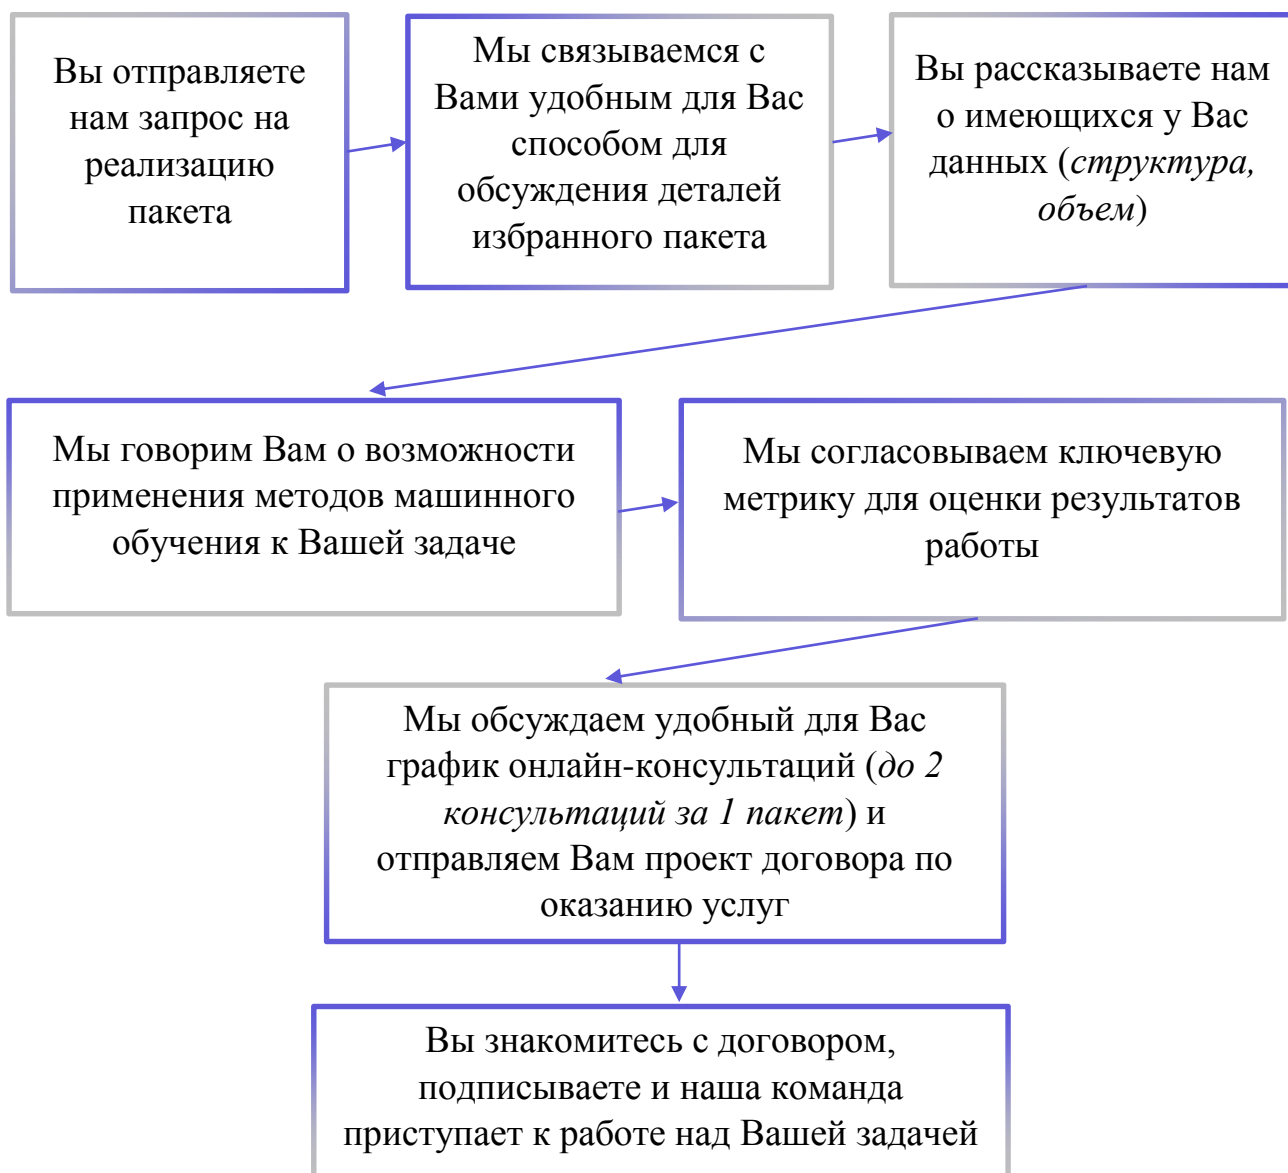 Вы отправляете
нам запрос на
реализацию
пакета
Мы связываемся с
Вами удобным для Вас
способом для
обсуждения деталей
избранного пакета
Вы рассказываете нам
о имеющихся у Вас
данных (структура,
объем)
Мы говорим Вам о возможности
применения методов машинного
обучения к Вашей задаче
Мы согласовываем ключевую
метрику для оценки результатов
работы
Мы обсуждаем удобный для Вас
график онлайн-консультаций (до 2
консультаций за 1 пакет) и
отправляем Вам проект договора по
оказанию услуг
Вы знакомитесь с договором,
подписываете и наша команда
приступает к работе над Вашей задачей